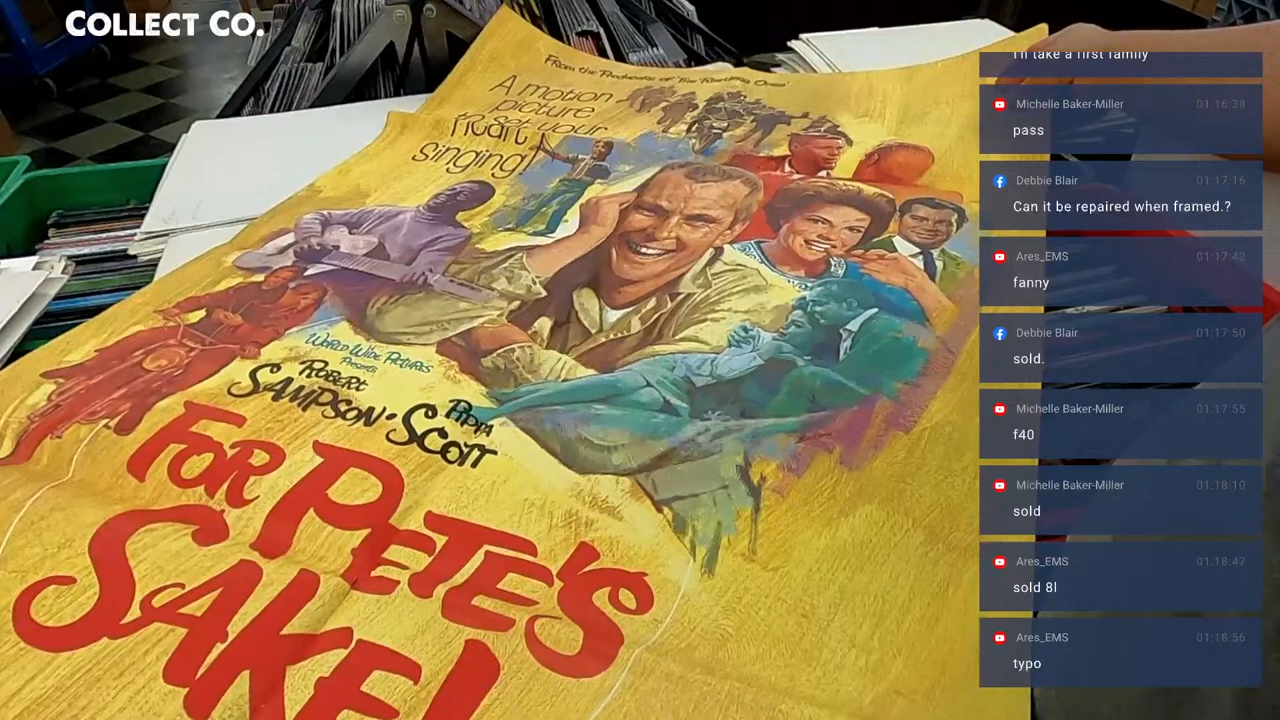 COLLECT CO.
From the Producers of "The Restless Ones"
A motion
picture
set your
heart
singing!
WORLD WIDE PICTURES
Presents
ROBERT
SAMPSON · PIPPA
SCOTT
FOR PETE'S
SAKE!
I'll take a first family
Michelle Baker-Miller 01:16:38
pass
Debbie Blair 01:17:16
Can it be repaired when framed.?
Ares_EMS 01:17:42
fanny
Debbie Blair 01:17:50
sold.
Michelle Baker-Miller 01:17:55
f40
Michelle Baker-Miller 01:18:10
sold
Ares_EMS 01:18:47
sold 8l
Ares_EMS 01:18:56
typo